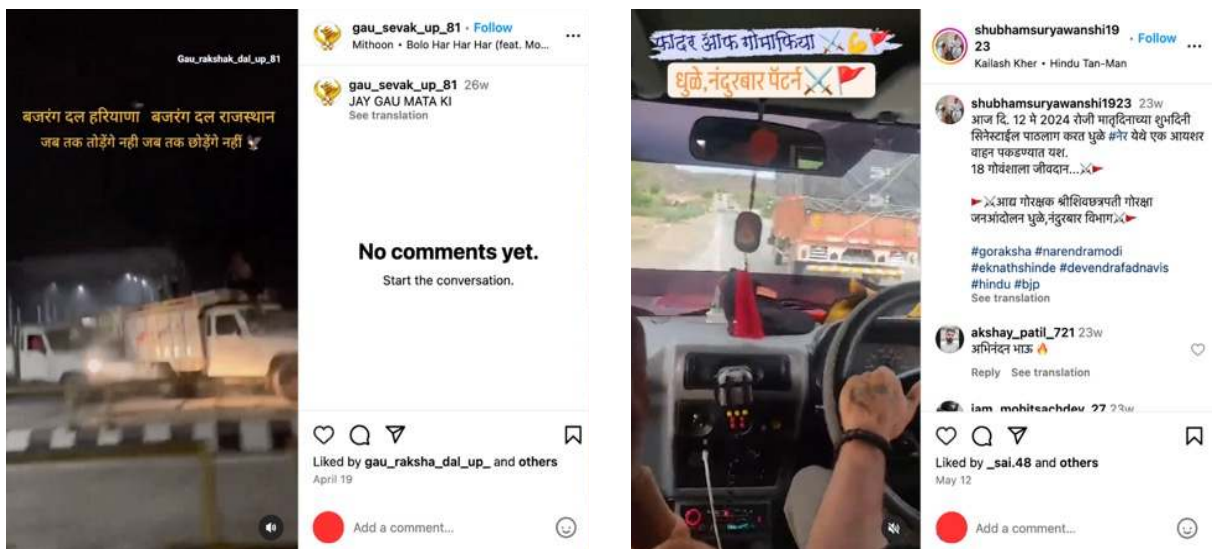 Gau_rakshak_dal_up_81
बजरंग दल हरियाणा बजरंग दल राजस्थान
जब तक तोड़ेंगे नही जब तक छोड़ेंगे नहीं
gau_sevak_up_81 · Follow
Mithoon • Bolo Har Har Har (feat. Mo...
gau_sevak_up_81 26w
JAY GAU MATA KI
See translation
No comments yet.
Start the conversation.
Liked by gau_raksha_dal_up_ and others
April 19
Add a comment...
फादर ऑफ गोमाफिया
धुळे,नंदुरबार पॅटर्न
shubhamsuryawanshi19
23 · Follow
Kailash Kher • Hindu Tan-Man
shubhamsuryawanshi1923 23w
आज दि. 12 मे 2024 रोजी मातृदिनाच्या शुभदिनी
सिनेस्टाईल पाठलाग करत धुळे #नेर येथे एक आयशर
वाहन पकडण्यात यश.
18 गोवंशाला जीवदान...
आद्य गोरक्षक श्रीशिवछत्रपती गोरक्षा
जनआंदोलन धुळे,नंदुरबार विभाग
#goraksha #narendramodi
#eknathshinde #devendrafadnavis
#hindu #bjp
See translation
akshay_patil_721 23w
अभिनंदन भाऊ
Reply See translation
iam_mohitsachdev_27 23w
Liked by _sai.48 and others
May 12
Add a comment...